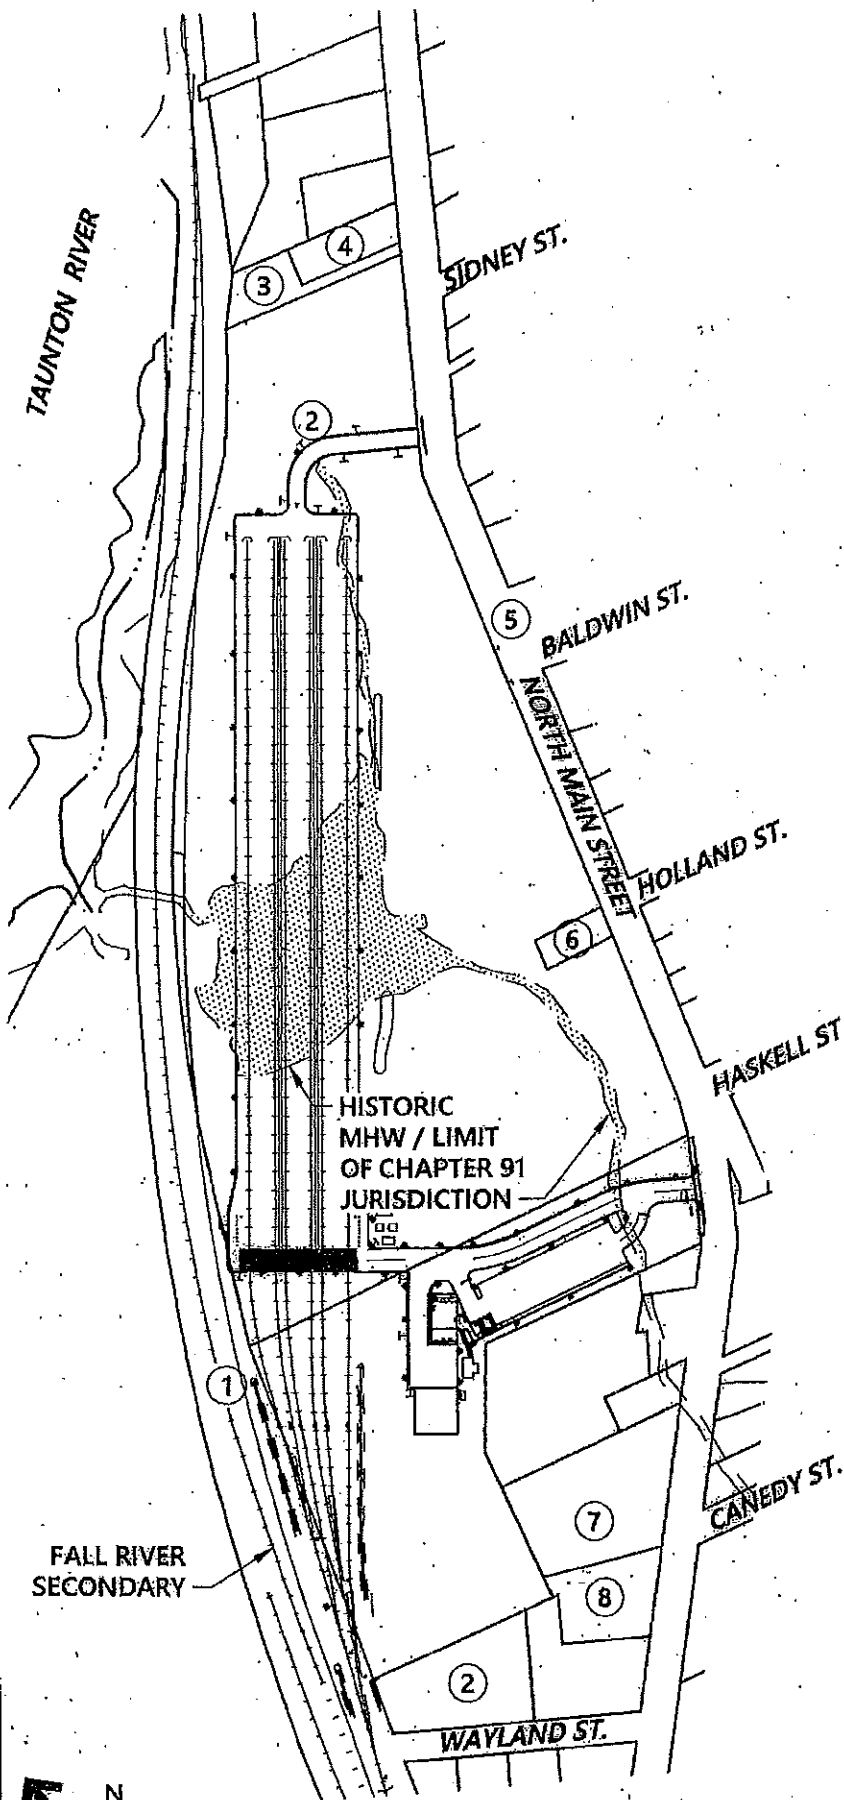 TAUNTON RIVER
SIDNEY ST.
4
3
2
5
BALDWIN ST.
NORTH MAIN STREET
HOLLAND ST.
6
HASKELL ST
HISTORIC
MHW / LIMIT
OF CHAPTER 91
JURISDICTION
1
CANEDY ST.
7
FALL RIVER
SECONDARY
8
2
WAYLAND ST.
N